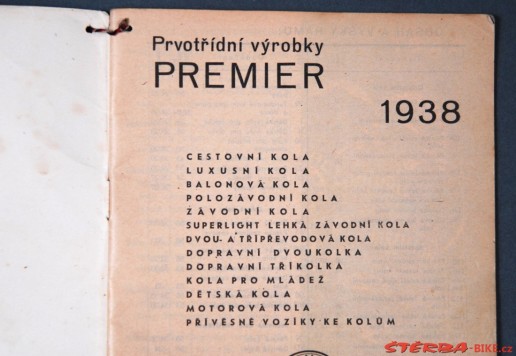 Prvotřídní výrobky
PREMIER
1938
CESTOVNÍ KOLA
LUXUSNÍ KOLA
BALONOVÁ KOLA
POLOZÁVODNÍ KOLA
ZÁVODNÍ KOLA
SUPERLIGHT LEHKÁ ZÁVODNÍ KOLA
DVOU- A TŘÍPŘEVODOVÁ KOLA
DOPRAVNÍ DVOUKOLKA
DOPRAVNÍ TŘÍKOLKA
KOLA PRO MLÁDEŽ
DĚTSKÁ KOLA
MOTOROVÁ KOLA
PŘÍVĚSNÉ VOZÍKY KE KOLŮM
ŠTĚRBA-BIKE.cz